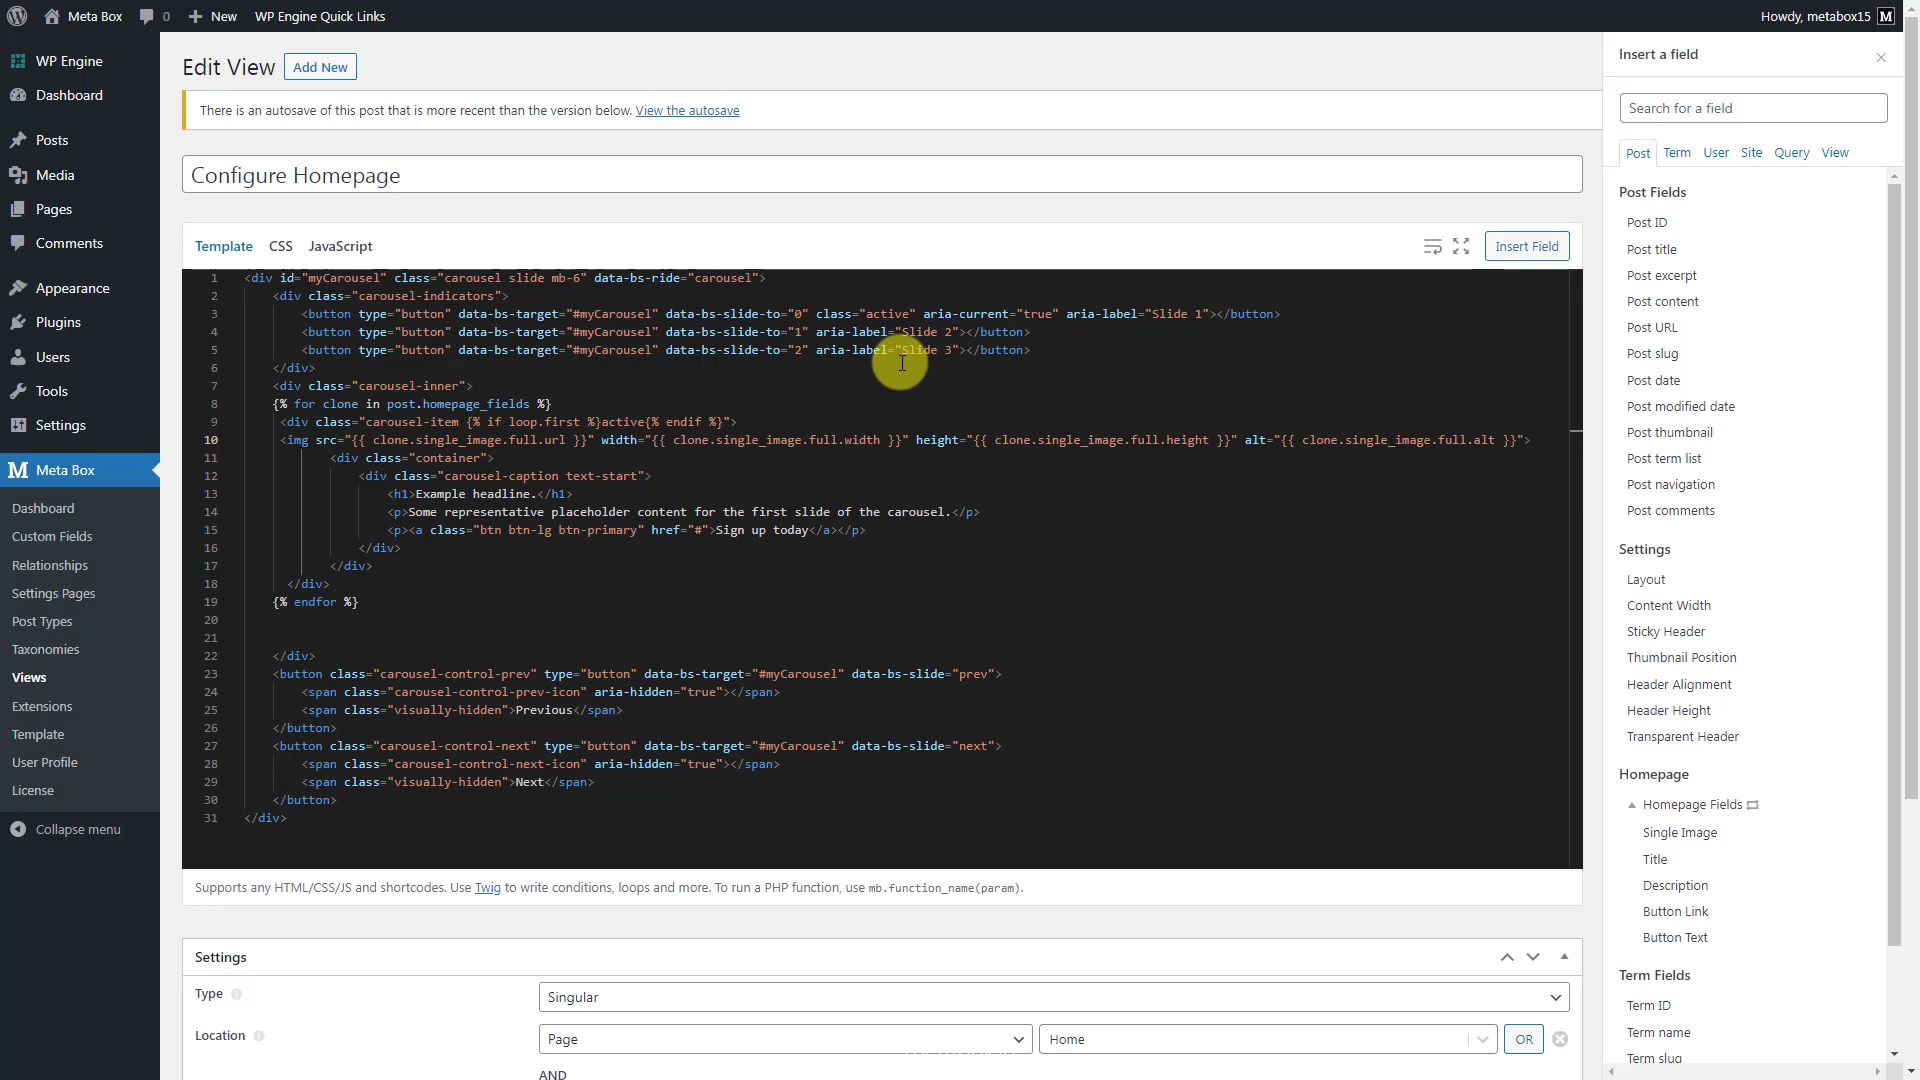 Meta Box
0
New
WP Engine Quick Links
Howdy, metabox15
M
WP Engine
Dashboard
Posts
Media
Pages
Comments
Appearance
Plugins
Users
Tools
Settings
M Meta Box
Dashboard
Custom Fields
Relationships
Settings Pages
Post Types
Taxonomies
Views
Extensions
Template
User Profile
License
Collapse menu
Edit View
Add New
There is an autosave of this post that is more recent than the version below. View the autosave
Configure Homepage
Template CSS JavaScript
Insert Field
1 <div id="myCarousel" class="carousel slide mb-6" data-bs-ride="carousel">
2 <div class="carousel-indicators">
3 <button type="button" data-bs-target="#myCarousel" data-bs-slide-to="0" class="active" aria-current="true" aria-label="Slide 1"></button>
4 <button type="button" data-bs-target="#myCarousel" data-bs-slide-to="1" aria-label="Slide 2"></button>
5 <button type="button" data-bs-target="#myCarousel" data-bs-slide-to="2" aria-label="Slide 3"></button>
6 </div>
7 <div class="carousel-inner">
8 {% for clone in post.homepage_fields %}
9 <div class="carousel-item {% if loop.first %}active{% endif %}">
10 <img src="{{ clone.single_image.full.url }}" width="{{ clone.single_image.full.width }}" height="{{ clone.single_image.full.height }}" alt="{{ clone.single_image.full.alt }}">
11 <div class="container">
12 <div class="carousel-caption text-start">
13 <h1>Example headline.</h1>
14 <p>Some representative placeholder content for the first slide of the carousel.</p>
15 <p><a class="btn btn-lg btn-primary" href="#">Sign up today</a></p>
16 </div>
17 </div>
18 </div>
19 {% endfor %}
20
21
22 </div>
23 <button class="carousel-control-prev" type="button" data-bs-target="#myCarousel" data-bs-slide="prev">
24 <span class="carousel-control-prev-icon" aria-hidden="true"></span>
25 <span class="visually-hidden">Previous</span>
26 </button>
27 <button class="carousel-control-next" type="button" data-bs-target="#myCarousel" data-bs-slide="next">
28 <span class="carousel-control-next-icon" aria-hidden="true"></span>
29 <span class="visually-hidden">Next</span>
30 </button>
31 </div>
Supports any HTML/CSS/JS and shortcodes. Use Twig to write conditions, loops and more. To run a PHP function, use mb.function_name(param).
Settings
Type
Singular
Location
Page
Home
OR
AND
Insert a field
Search for a field
Post Term User Site Query View
Post Fields
Post ID
Post title
Post excerpt
Post content
Post URL
Post slug
Post date
Post modified date
Post thumbnail
Post term list
Post navigation
Post comments
Settings
Layout
Content Width
Sticky Header
Thumbnail Position
Header Alignment
Header Height
Transparent Header
Homepage
Homepage Fields
Single Image
Title
Description
Button Link
Button Text
Term Fields
Term ID
Term name
Term slug